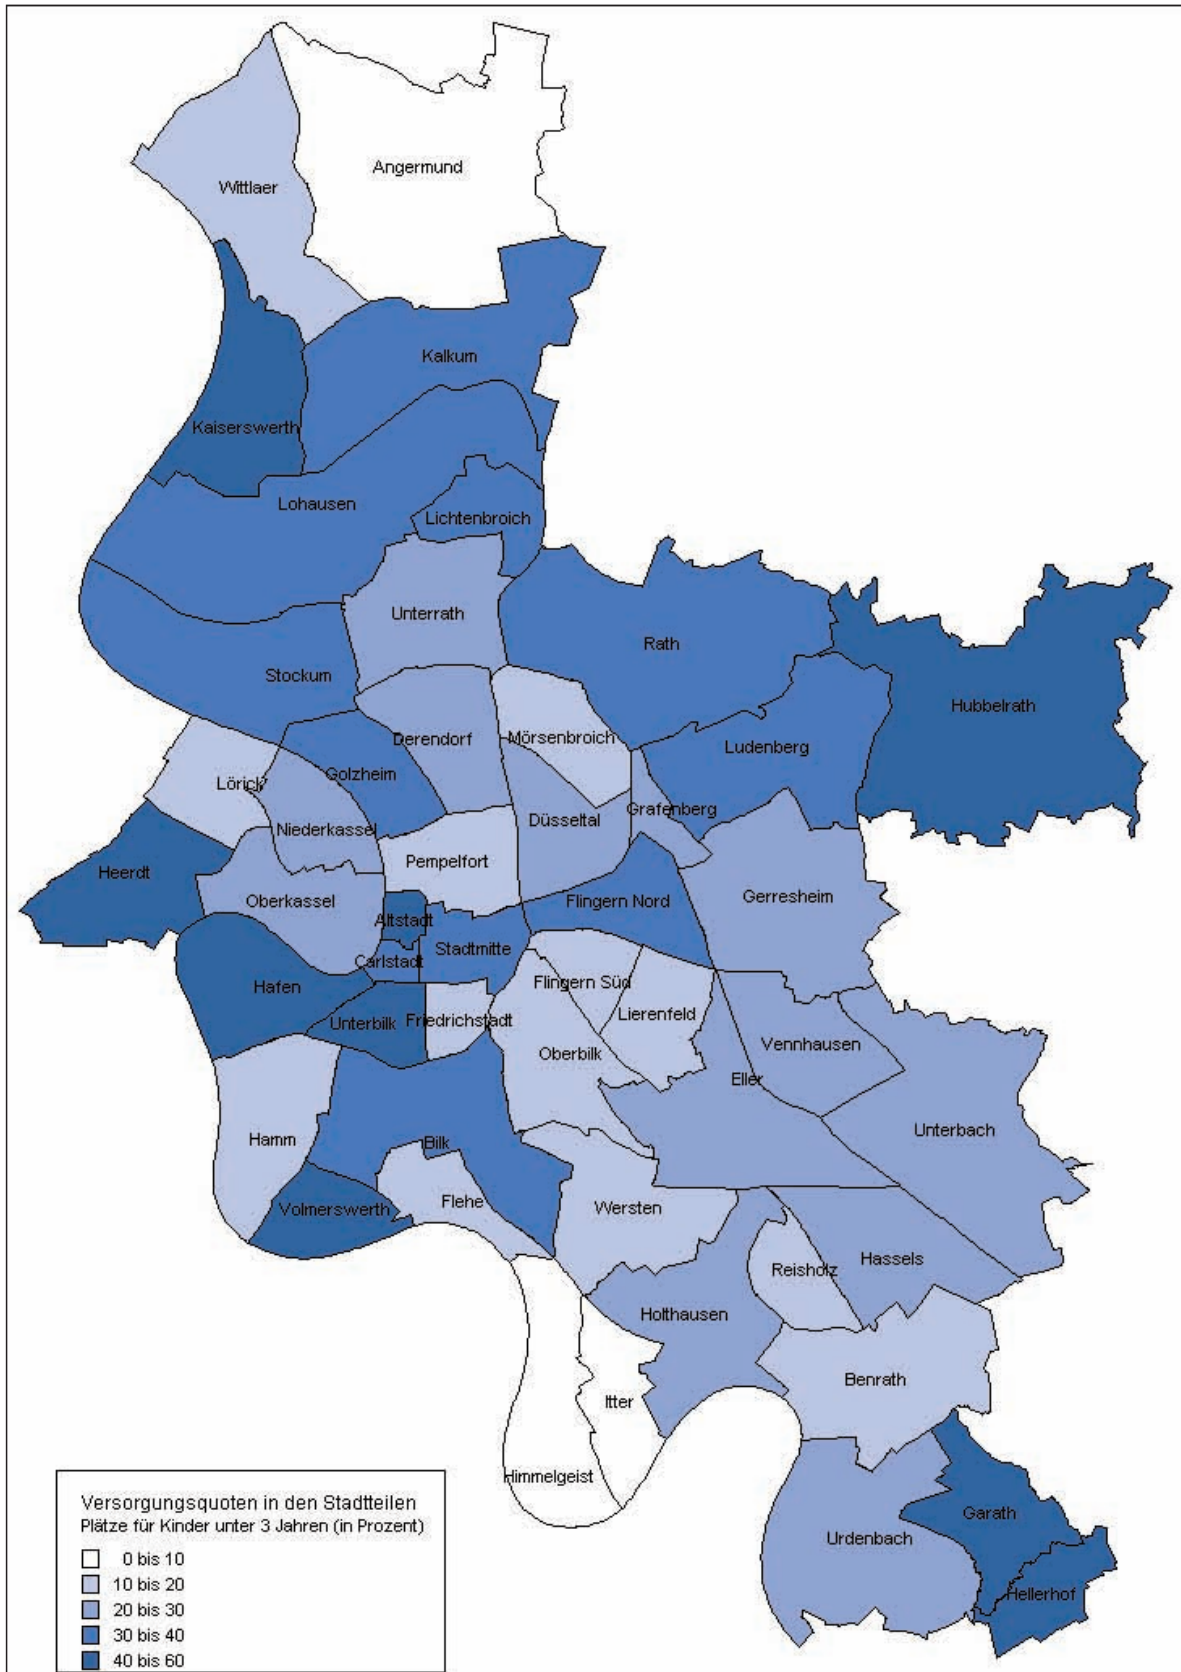 Angermund
Wittlaer
Kalkum
Kaiserswerth
Lohausen
Lichtenbroich
Unterrath
Rath
Stockum
Hubbelrath
Derendorf
Mörsenbroich
Ludenberg
Golzheim
Lörick
Niederkassel
Düsseltal
Grafenberg
Pempelfort
Heerdt
Oberkassel
Flingern Nord
Gerresheim
Altstadt
Stadtmitte
Carlstadt
Flingern Süd
Hafen
Lierenfeld
Unterbilk
Friedrichstadt
Vennhausen
Oberbilk
Eller
Unterbach
Hamm
Bilk
Flehe
Volmerswerth
Wersten
Hassels
Reisholz
Holthausen
Benrath
Itter
Himmelgeist
Garath
Urdenbach
Hellerhof
Versorgungsquoten in den Stadtteilen
Plätze für Kinder unter 3 Jahren (in Prozent)
0 bis 10
10 bis 20
20 bis 30
30 bis 40
40 bis 60